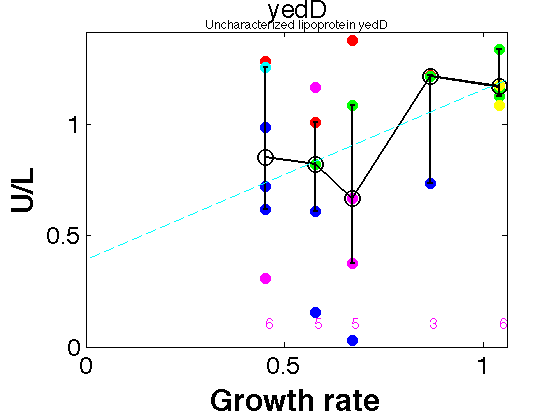 yedD
Uncharacterized lipoprotein yedD
U/L
1
0.5
0
6 5 5 3 6
0 0.5 1
Growth rate